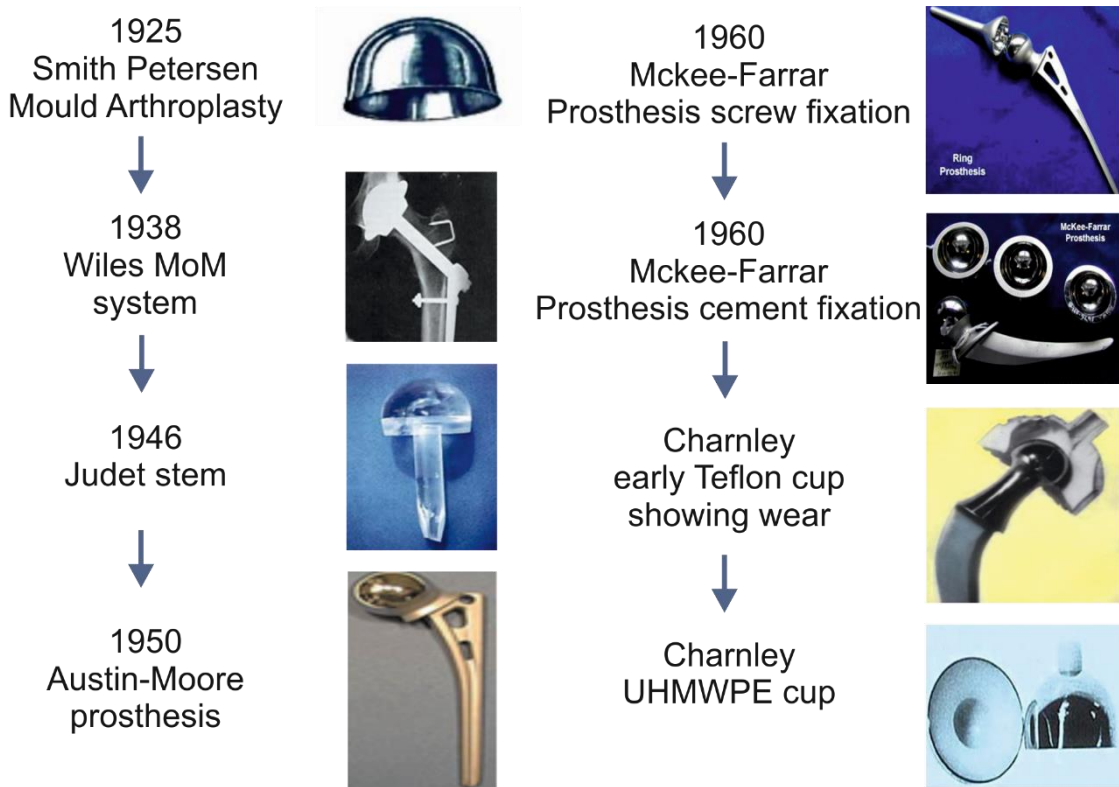 1925
Smith Petersen
Mould Arthroplasty
1938
Wiles MoM
system
1946
Judet stem
1950
Austin-Moore
prosthesis
1960
Mckee-Farrar
Prosthesis screw fixation
Ring
Prosthesis
1960
Mckee-Farrar
Prosthesis cement fixation
McKee-Farrar
Prosthesis
Charnley
early Teflon cup
showing wear
Charnley
UHMWPE cup